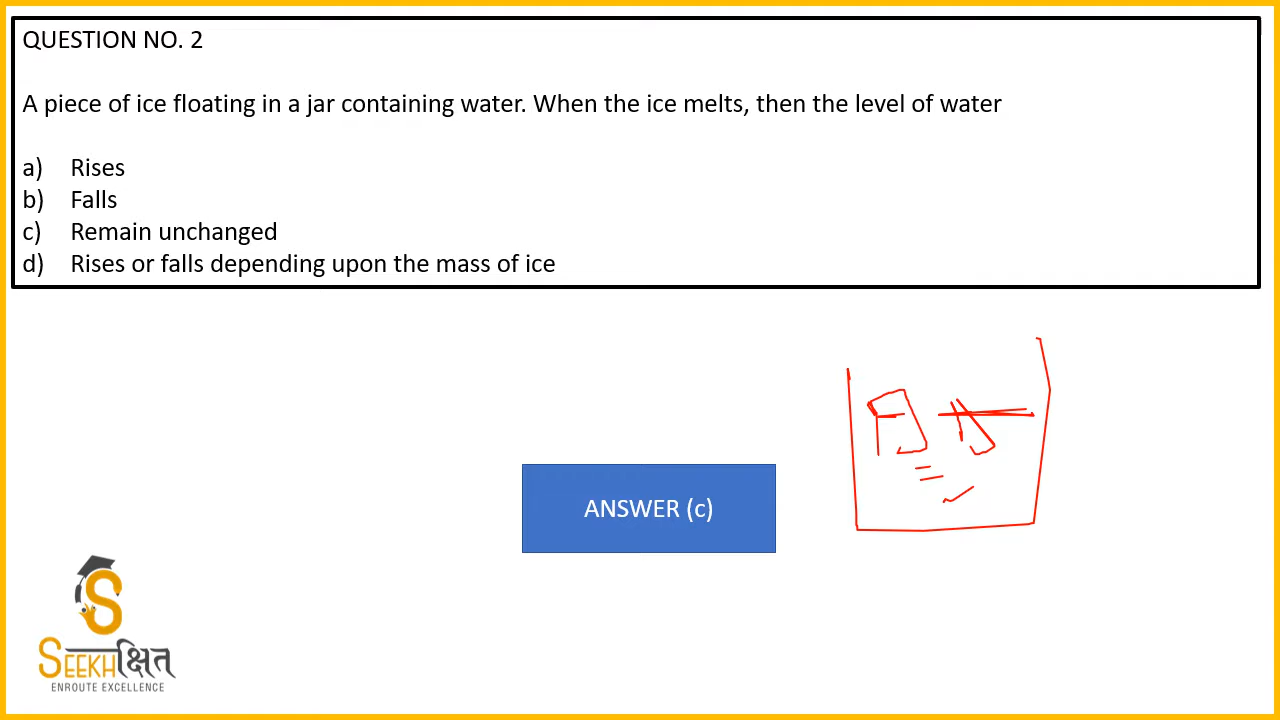 QUESTION NO. 2
A piece of ice floating in a jar containing water. When the ice melts, then the level of water
a) Rises
b) Falls
c) Remain unchanged
d) Rises or falls depending upon the mass of ice
ANSWER (c)
S
SEEKHक्षित
ENROUTE EXCELLENCE